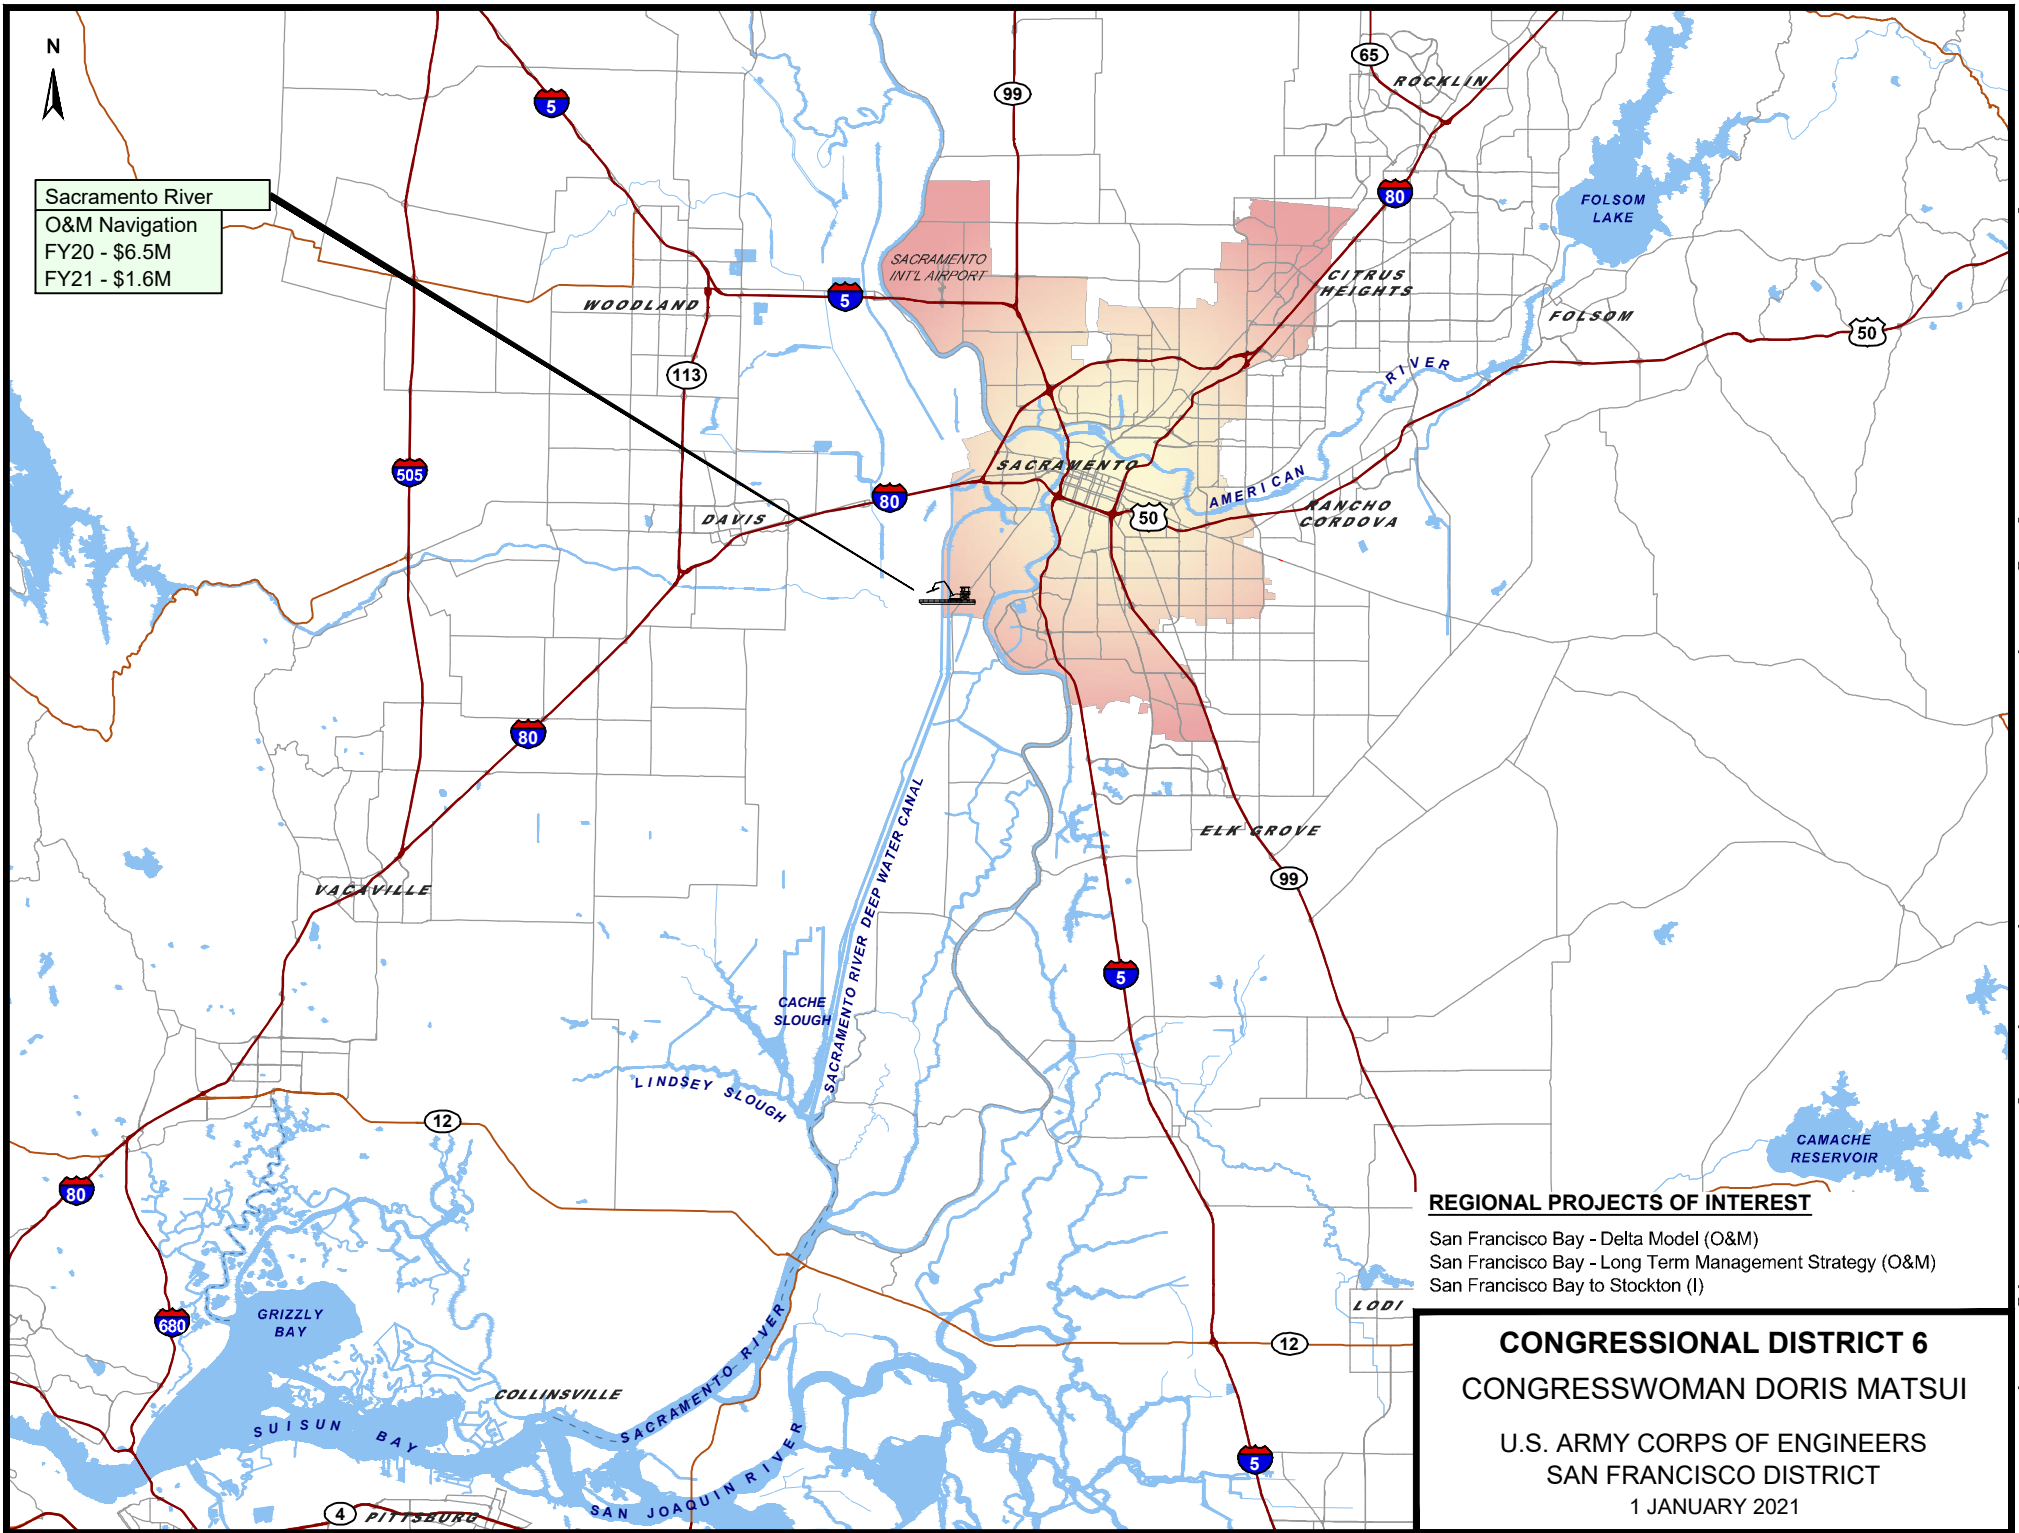 N
5
99
65
ROCKLIN
Sacramento River
O&M Navigation
FY20 - $6.5M
FY21 - $1.6M
80
FOLSOM
LAKE
SACRAMENTO
INT'L AIRPORT
CITRUS
HEIGHTS
WOODLAND
5
FOLSOM
50
113
RIVER
SACRAMENTO
505
80
AMERICAN
DAVIS
50
RANCHO
CORDOVA
80
SACRAMENTO RIVER DEEP WATER CANAL
ELK GROVE
99
VACAVILLE
5
CACHE
SLOUGH
LINDSEY SLOUGH
12
CAMACHE
RESERVOIR
80
REGIONAL PROJECTS OF INTEREST
San Francisco Bay - Delta Model (O&M)
San Francisco Bay - Long Term Management Strategy (O&M)
San Francisco Bay to Stockton (I)
LODI
680
GRIZZLY
BAY
12
CONGRESSIONAL DISTRICT 6
CONGRESSWOMAN DORIS MATSUI
COLLINSVILLE
SACRAMENTO RIVER
SUISUN BAY
U.S. ARMY CORPS OF ENGINEERS
SAN FRANCISCO DISTRICT
1 JANUARY 2021
5
SAN JOAQUIN RIVER
4
PITTSBURG